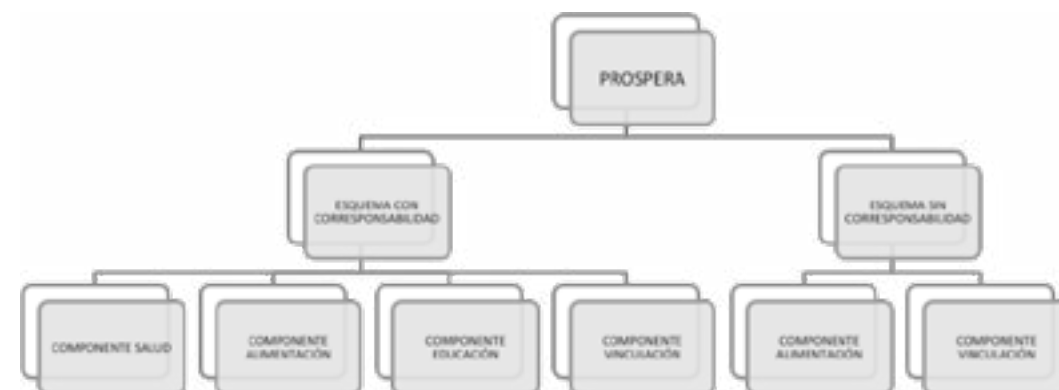 PROSPERA
ESQUEMA CON
CORRESPONSABILIDAD
ESQUEMA SIN
CORRESPONSABILIDAD
COMPONENTE SALUD
COMPONENTE
ALIMENTACIÓN
COMPONENTE
EDUCACIÓN
COMPONENTE
VINCULACIÓN
COMPONENTE
ALIMENTACIÓN
COMPONENTE
VINCULACIÓN